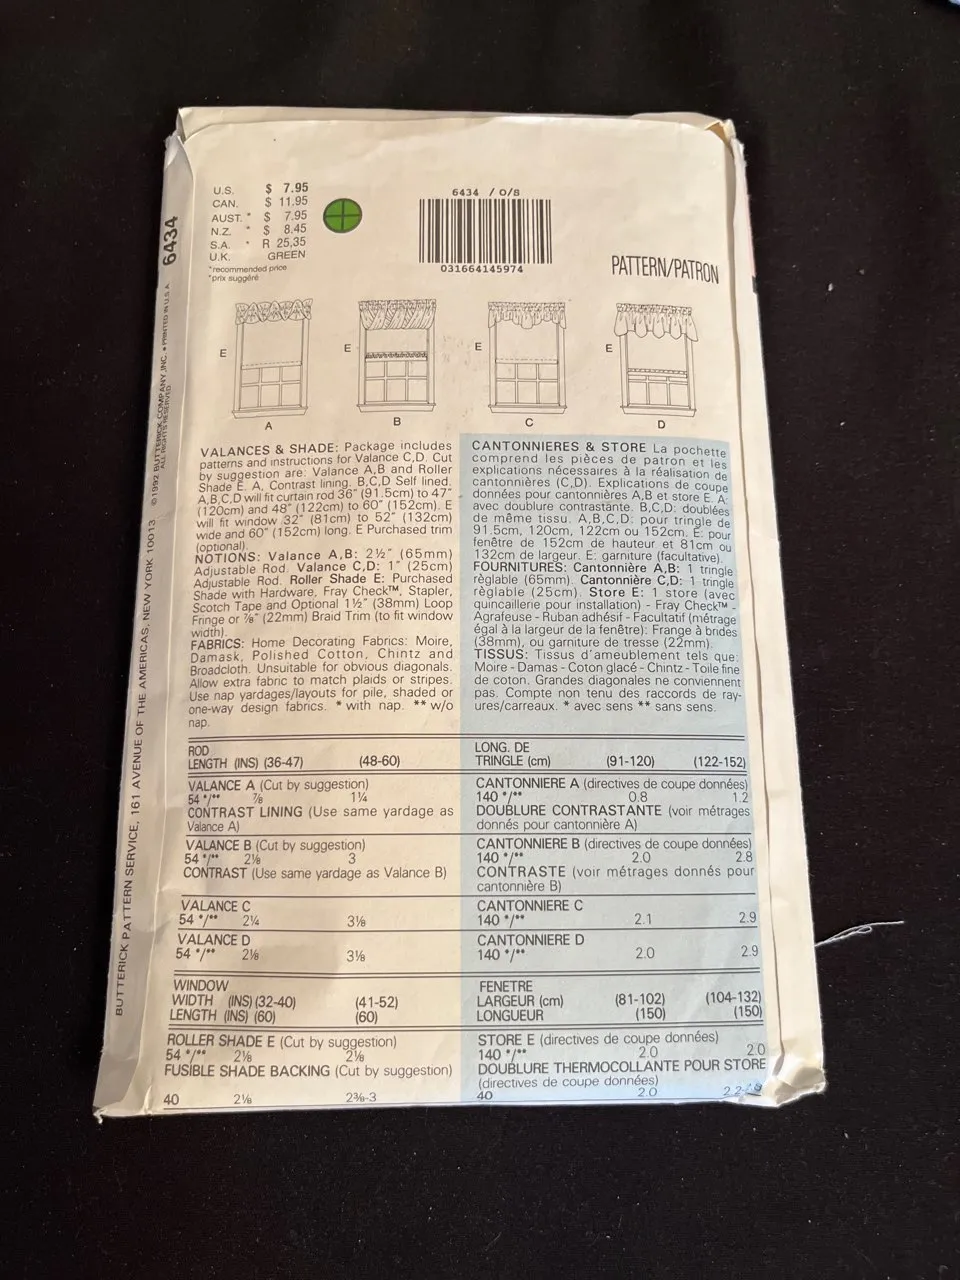 U.S. $ 7.95
CAN. $ 11.95
AUST. * $ 7.95
N.Z. * $ 8.45
S.A. * R 25,35
U.K. GREEN
*recommended price
*prix suggéré
6434 / 0/8
031664145974
PATTERN/PATRON
6434
BUTTERICK PATTERN SERVICE, 161 AVENUE OF THE AMERICAS, NEW YORK 10013 ©1992 BUTTERICK COMPANY, INC. • PRINTED IN U.S.A.
ALL RIGHTS RESERVED
E
A
E
B
E
C
E
D
VALANCES & SHADE: Package includes
patterns and instructions for Valance C,D. Cut
by suggestion are: Valance A,B and Roller
Shade E. A, Contrast lining. B,C,D Self lined.
A,B,C,D will fit curtain rod 36" (91.5cm) to 47"
(120cm) and 48" (122cm) to 60" (152cm). E
will fit window 32" (81cm) to 52" (132cm)
wide and 60" (152cm) long. E Purchased trim
(optional).
NOTIONS: Valance A,B: 2½" (65mm)
Adjustable Rod. Valance C,D: 1" (25cm)
Adjustable Rod. Roller Shade E: Purchased
Shade with Hardware, Fray Check™, Stapler,
Scotch Tape and Optional 1½" (38mm) Loop
Fringe or ⅞" (22mm) Braid Trim (to fit window
width).
FABRICS: Home Decorating Fabrics: Moire,
Damask, Polished Cotton, Chintz and
Broadcloth. Unsuitable for obvious diagonals.
Allow extra fabric to match plaids or stripes.
Use nap yardages/layouts for pile, shaded or
one-way design fabrics. * with nap. ** w/o
nap.
CANTONNIERES & STORE La pochette
comprend les pièces de patron et les
explications nécessaires à la réalisation de
cantonnières (C,D). Explications de coupe
données pour cantonnières A,B et store E. A:
avec doublure contrastante. B,C,D: doublées
de même tissu. A,B,C,D: pour tringle de
91.5cm, 120cm, 122cm ou 152cm. E: pour
fenêtre de 152cm de hauteur et 81cm ou
132cm de largeur. E: garniture (facultative).
FOURNITURES: Cantonnière A,B: 1 tringle
règlable (65mm). Cantonnière C,D: 1 tringle
règlable (25cm). Store E: 1 store (avec
quincaillerie pour installation) - Fray Check™ -
Agrafeuse - Ruban adhésif - Facultatif (métrage
égal à la largeur de la fenêtre): Frange à brides
(38mm), ou garniture de tresse (22mm).
TISSUS: Tissus d'ameublement tels que:
Moire - Damas - Coton glacé - Chintz - Toile fine
de coton. Grandes diagonales ne conviennent
pas. Compte non tenu des raccords de ray-
ures/carreaux. * avec sens ** sans sens.
ROD
LENGTH (INS) (36-47) (48-60)
VALANCE A (Cut by suggestion)
54 */** ⅞ 1¼
CONTRAST LINING (Use same yardage as
Valance A)
VALANCE B (Cut by suggestion)
54 */** 2⅛ 3
CONTRAST (Use same yardage as Valance B)
VALANCE C
54 */** 2¼ 3⅛
VALANCE D
54 */** 2⅛ 3⅛
WINDOW
WIDTH (INS) (32-40) (41-52)
LENGTH (INS) (60) (60)
ROLLER SHADE E (Cut by suggestion)
54 */** 2⅛ 2⅛
FUSIBLE SHADE BACKING (Cut by suggestion)
40 2⅛ 2⅜-3
LONG. DE
TRINGLE (cm) (91-120) (122-152)
CANTONNIERE A (directives de coupe données)
140 */** 0.8 1.2
DOUBLURE CONTRASTANTE (voir métrages
donnés pour cantonnière A)
CANTONNIERE B (directives de coupe données)
140 */** 2.0 2.8
CONTRASTE (voir métrages donnés pour
cantonnière B)
CANTONNIERE C
140 */** 2.1 2.9
CANTONNIERE D
140 */** 2.0 2.9
FENETRE
LARGEUR (cm) (81-102) (104-132)
LONGUEUR (150) (150)
STORE E (directives de coupe données)
140 */** 2.0 2.0
DOUBLURE THERMOCOLLANTE POUR STORE
(directives de coupe données)
40 2.0